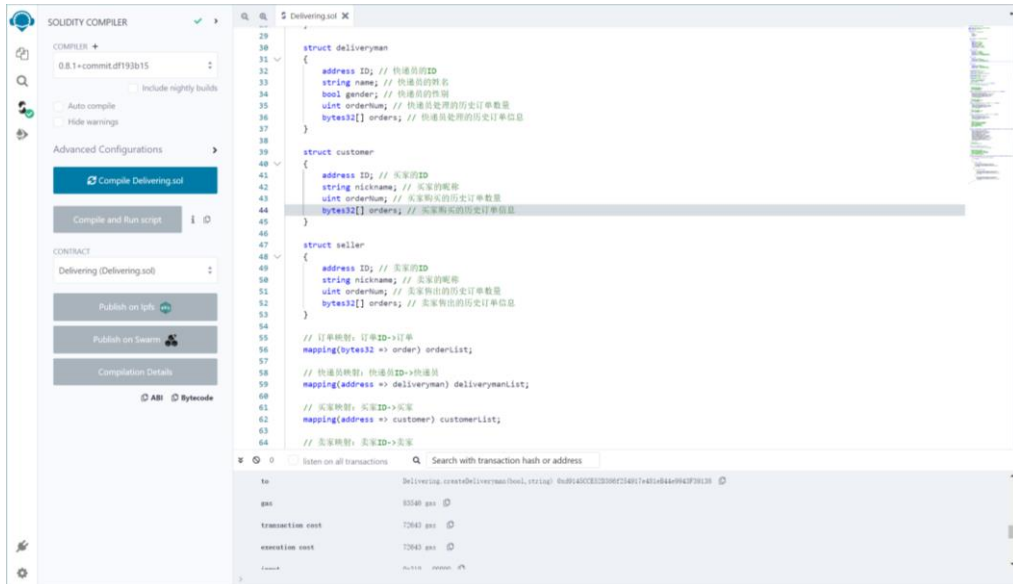 SOLIDITY COMPILER
COMPILER +
0.8.1+commit.df193b15
Include nightly builds
Auto compile
Hide warnings
Advanced Configurations
Compile Delivering.sol
Compile and Run script
CONTRACT
Delivering (Delivering.sol)
Publish on Ipfs
Publish on Swarm
Compilation Details
ABI Bytecode
Delivering.sol
29
30 struct deliveryman
31 {
32 address ID; // 快递员的ID
33 string name; // 快递员的姓名
34 bool gender; // 快递员的性别
35 uint orderNum; // 快递员处理的历史订单数量
36 bytes32[] orders; // 快递员处理的历史订单信息
37 }
38
39 struct customer
40 {
41 address ID; // 买家的ID
42 string nickname; // 买家的昵称
43 uint orderNum; // 买家购买的历史订单数量
44 bytes32[] orders; // 买家购买的历史订单信息
45 }
46
47 struct seller
48 {
49 address ID; // 卖家的ID
50 string nickname; // 卖家的昵称
51 uint orderNum; // 卖家售出的历史订单数量
52 bytes32[] orders; // 卖家售出的历史订单信息
53 }
54
55 // 订单映射：订单ID->订单
56 mapping(bytes32 => order) orderList;
57
58 // 快递员映射：快递员ID->快递员
59 mapping(address => deliveryman) deliverymanList;
60
61 // 买家映射：买家ID->买家
62 mapping(address => customer) customerList;
63
64 // 卖家映射：卖家ID->卖家
0 listen on all transactions Search with transaction hash or address
to Delivering.createDeliveryman(bool,string)
gas gas
transaction cost 72643 gas
execution cost 72643 gas